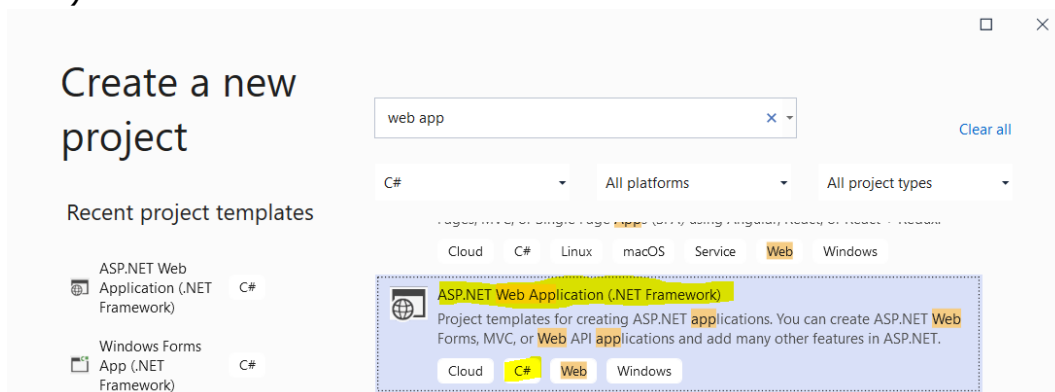 Create a new
project
web app
Clear all
C#
All platforms
All project types
Recent project templates
Cloud C# Linux macOS Service Web Windows
ASP.NET Web
Application (.NET
Framework)
C#
ASP.NET Web Application (.NET Framework)
Project templates for creating ASP.NET applications. You can create ASP.NET Web
Forms, MVC, or Web API applications and add many other features in ASP.NET.
Cloud C# Web Windows
Windows Forms
App (.NET
Framework)
C#